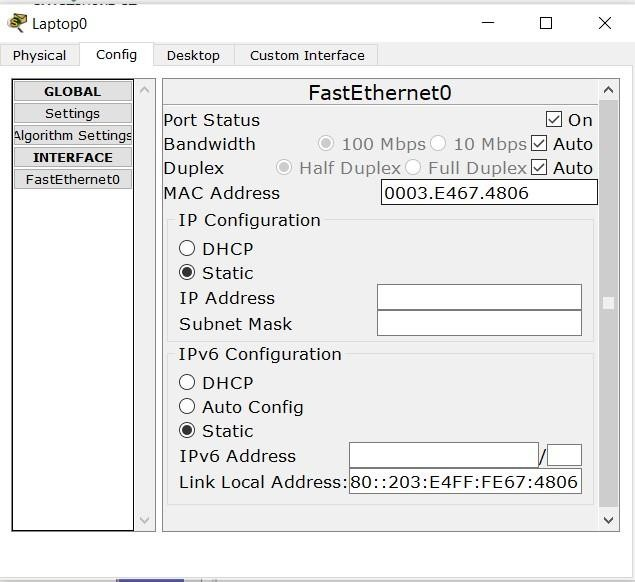 Laptop0
Physical Config Desktop Custom Interface
GLOBAL
Settings
Algorithm Settings
INTERFACE
FastEthernet0
FastEthernet0
Port Status On
Bandwidth 100 Mbps 10 Mbps Auto
Duplex Half Duplex Full Duplex Auto
MAC Address 0003.E467.4806
IP Configuration
DHCP
Static
IP Address
Subnet Mask
IPv6 Configuration
DHCP
Auto Config
Static
IPv6 Address /
Link Local Address: 80::203:E4FF:FE67:4806